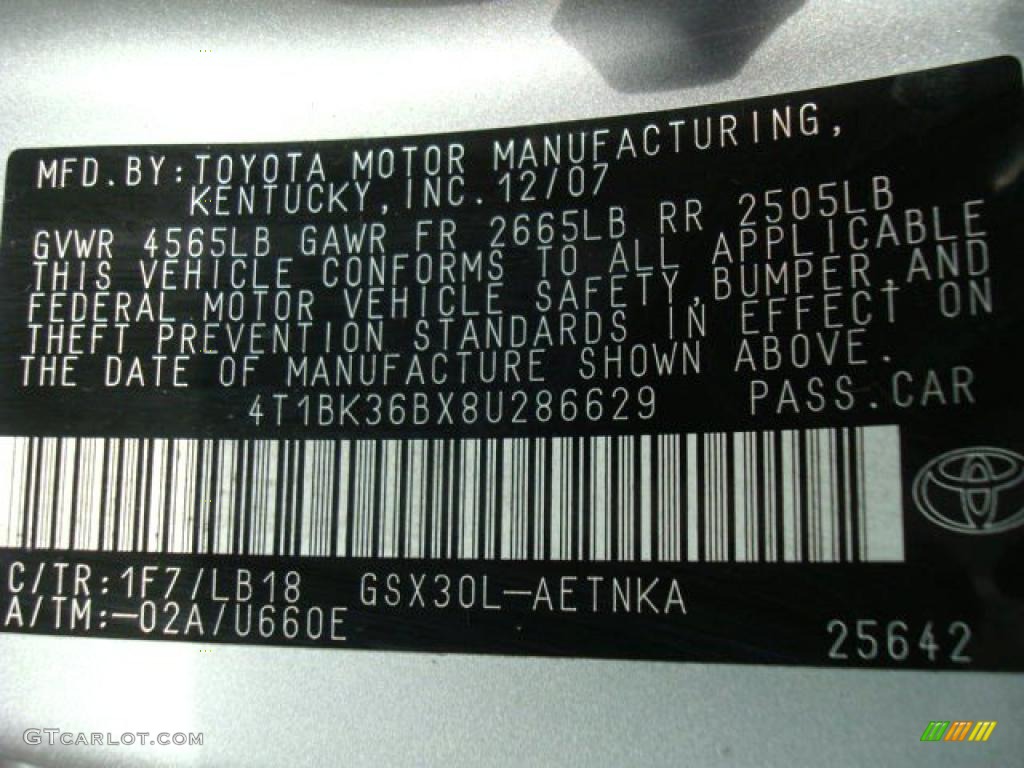 MFD.BY:TOYOTA MOTOR MANUFACTURING,
KENTUCKY,INC.12/07
GVWR 4565LB GAWR FR 2665LB RR 2505LB
THIS VEHICLE CONFORMS TO ALL APPLICABLE
FEDERAL MOTOR VEHICLE SAFETY,BUMPER,AND
THEFT PREVENTION STANDARDS IN EFFECT ON
THE DATE OF MANUFACTURE SHOWN ABOVE.
4T1BK36BX8U286629 PASS.CAR
C/TR:1F7/LB18 GSX30L-AETNKA
A/TM:-02A/U660E
25642
GTCARLOT.COM